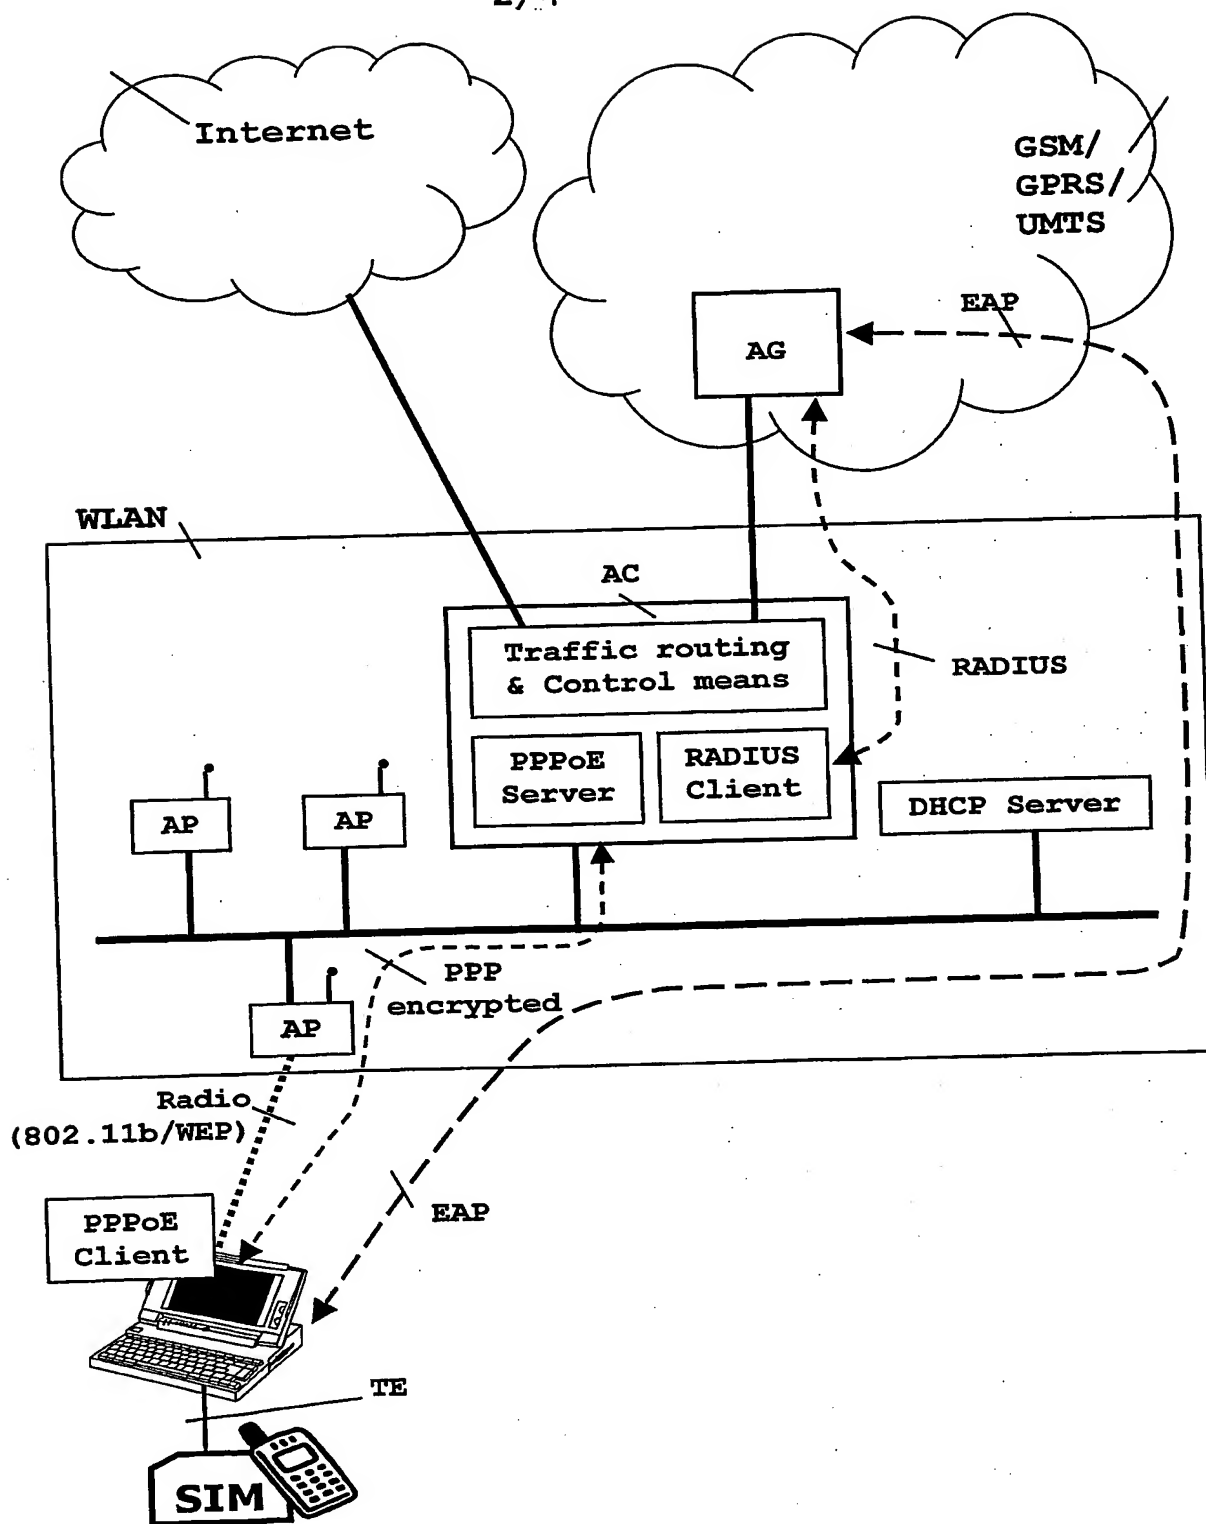 Internet
GSM/
GPRS/
UMTS
EAP
AG
WLAN
AC
Traffic routing
& Control means
RADIUS
PPPoE
Server
RADIUS
Client
AP
AP
DHCP Server
PPP
encrypted
AP
Radio
(802.11b/WEP)
EAP
PPPoE
Client
TE
SIM